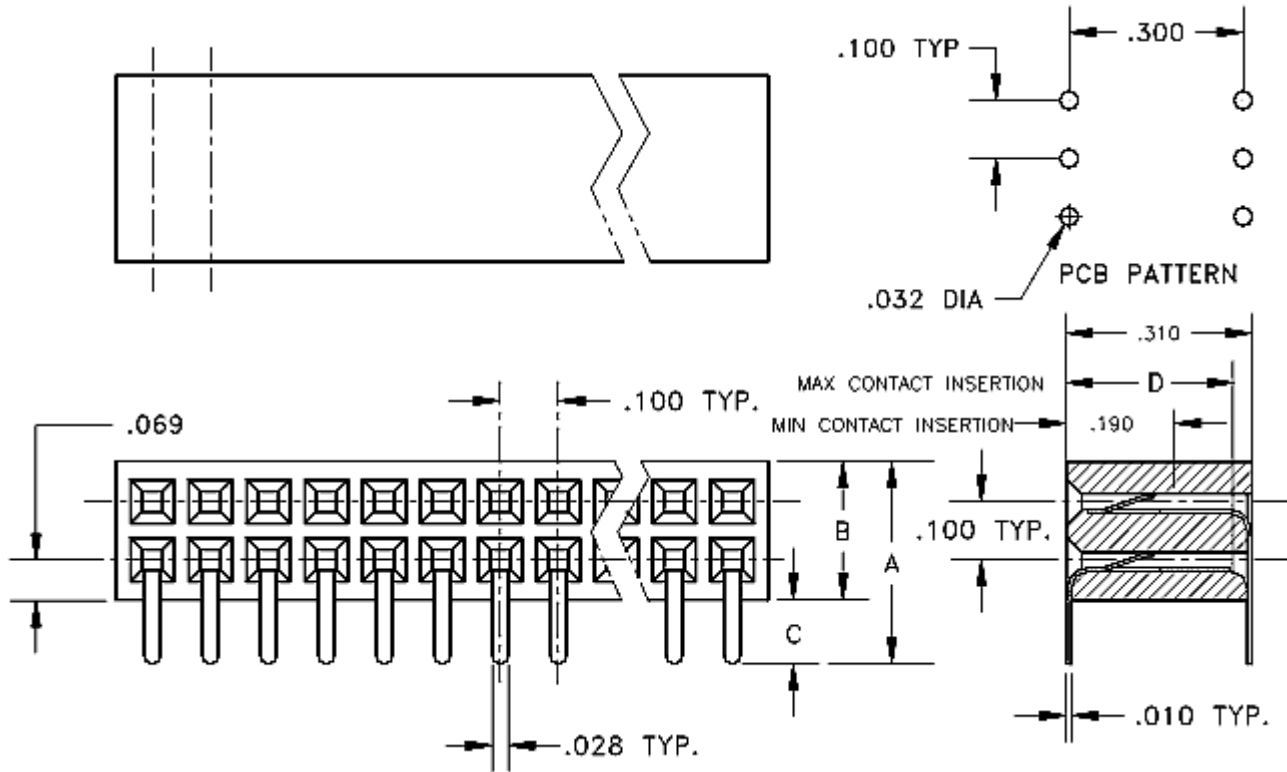 .100 TYP
.300
.032 DIA
PCB PATTERN
.310
MAX CONTACT INSERTION
D
MIN CONTACT INSERTION
.190
.069
.100 TYP.
B
A
C
.100 TYP.
.028 TYP.
.010 TYP.